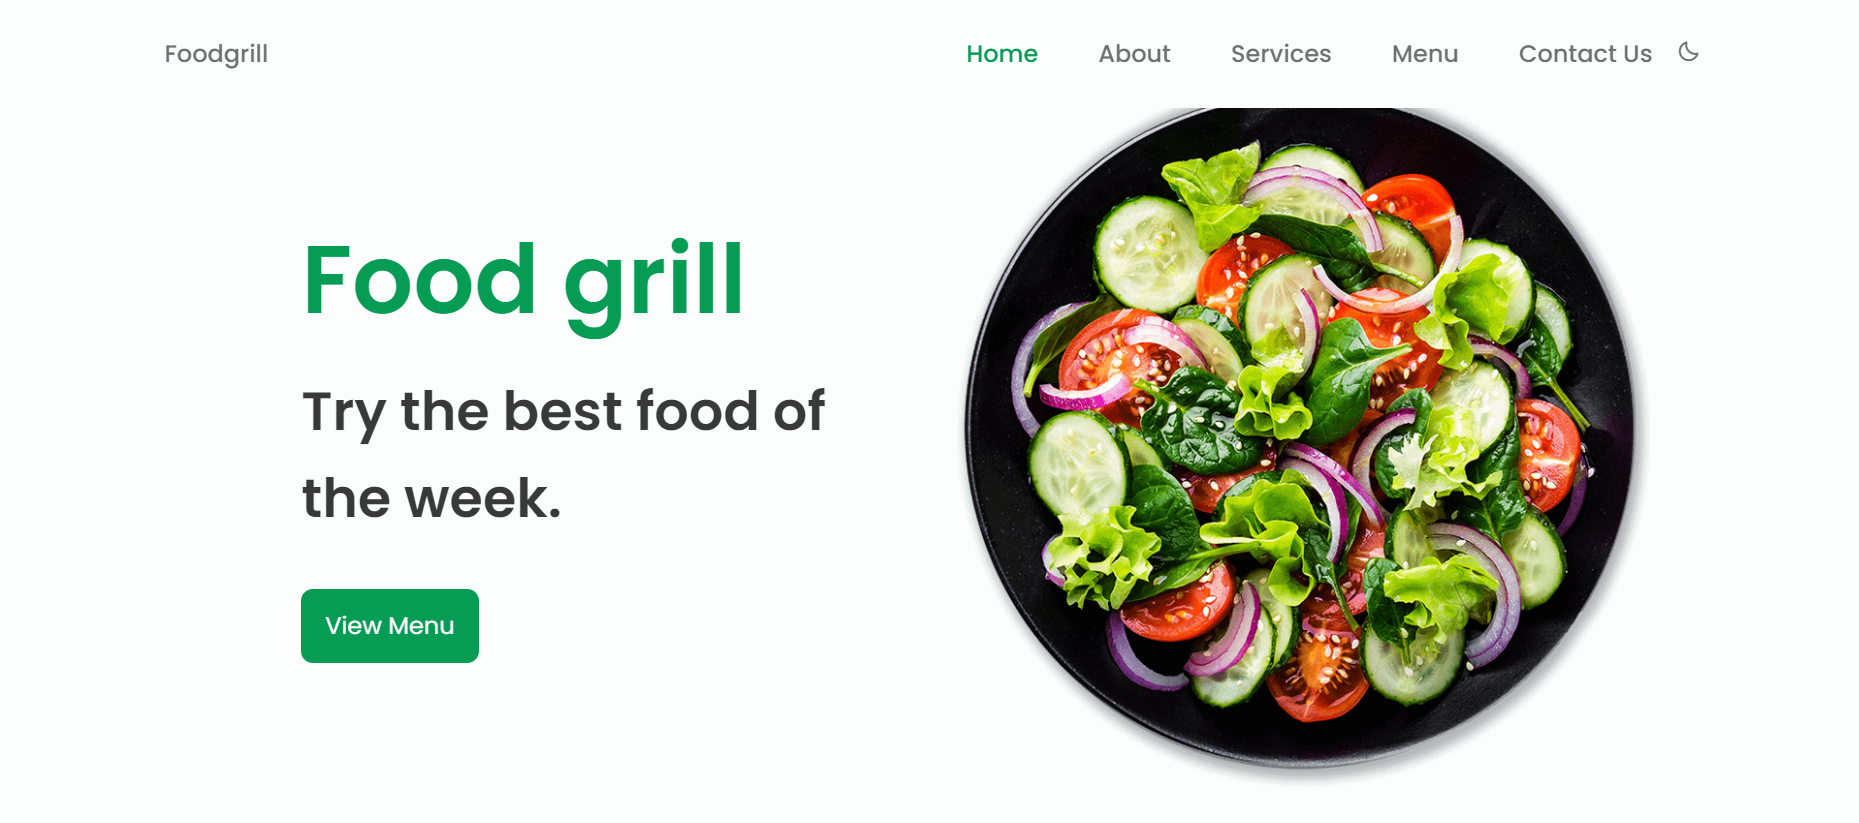 Foodgrill
Home About Services Menu Contact Us
Food grill
Try the best food of
the week.
View Menu